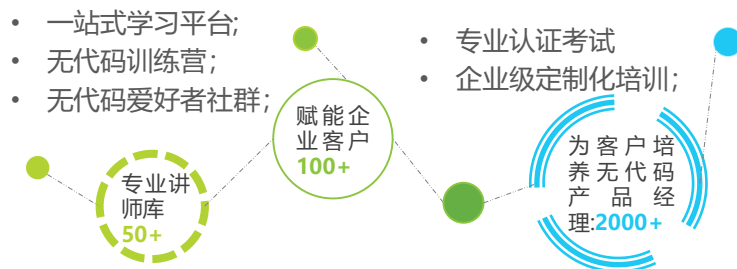 • 一站式学习平台;
• 无代码训练营；
• 无代码爱好者社群；
• 专业认证考试
• 企业级定制化培训；
专业讲
师库
50+
赋能企
业客户
100+
为客户培
养无代码
产品经
理:2000+